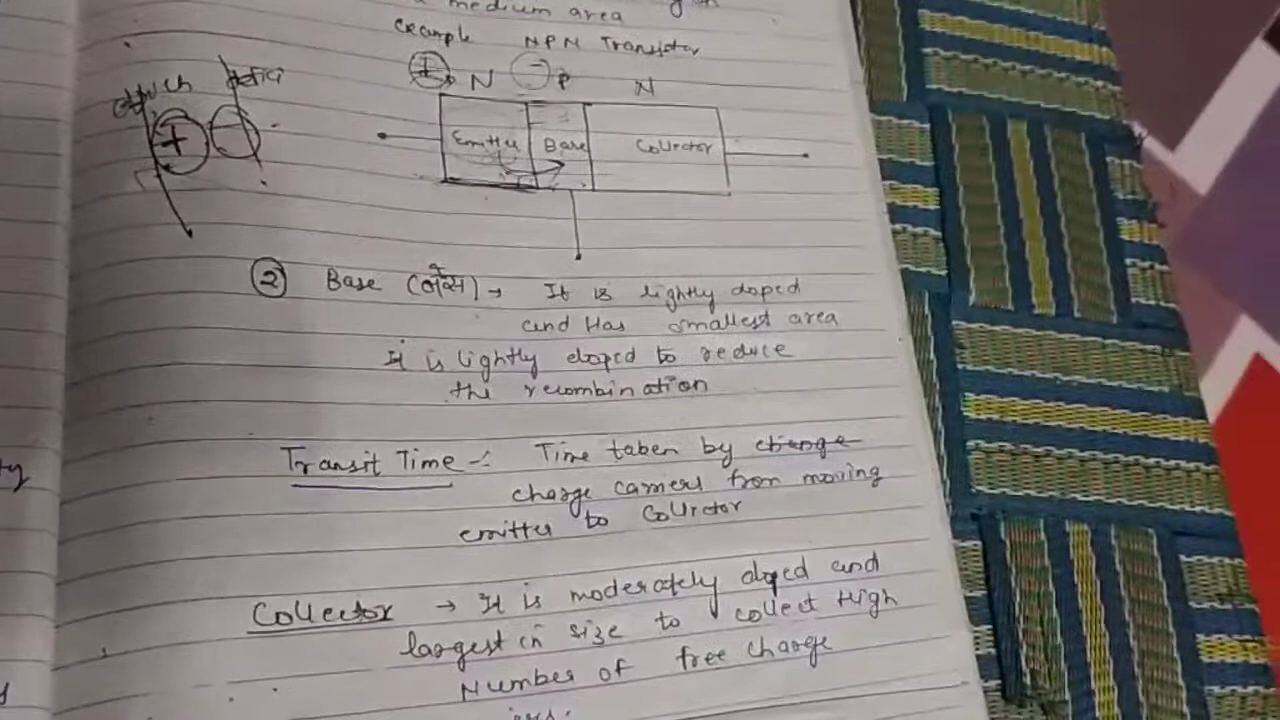 medium area
example NPN Transistor
+ N - P N
Emitter Base Collector
+ -
② Base (बेस) → It is lightly doped
and Has smallest area
It is lightly doped to reduce
the recombination
Transit Time -: Time taken by change
charge carriers from moving
emitter to Collector
Collector → It is moderately doped and
largest in size to collect High
Number of free charge